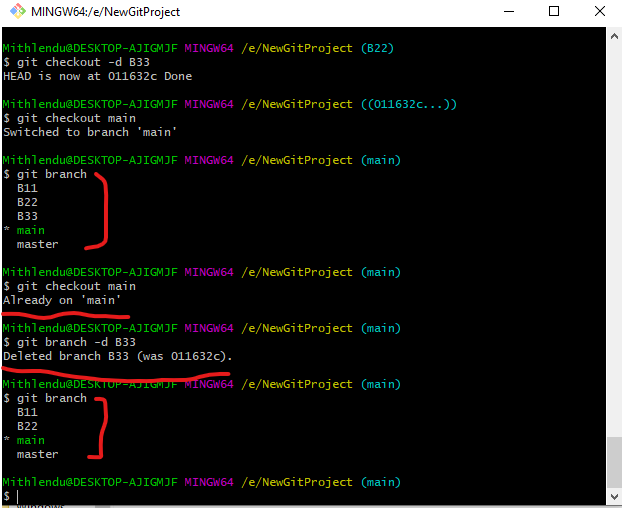 MINGW64:/e/NewGitProject
Mithlendu@DESKTOP-AJIGMJF MINGW64 /e/NewGitProject (B22)
$ git checkout -d B33
HEAD is now at 011632c Done
Mithlendu@DESKTOP-AJIGMJF MINGW64 /e/NewGitProject ((011632c...))
$ git checkout main
Switched to branch 'main'
Mithlendu@DESKTOP-AJIGMJF MINGW64 /e/NewGitProject (main)
$ git branch
B11
B22
B33
* main
master
Mithlendu@DESKTOP-AJIGMJF MINGW64 /e/NewGitProject (main)
$ git checkout main
Already on 'main'
Mithlendu@DESKTOP-AJIGMJF MINGW64 /e/NewGitProject (main)
$ git branch -d B33
Deleted branch B33 (was 011632c).
Mithlendu@DESKTOP-AJIGMJF MINGW64 /e/NewGitProject (main)
$ git branch
B11
B22
* main
master
Mithlendu@DESKTOP-AJIGMJF MINGW64 /e/NewGitProject (main)
$